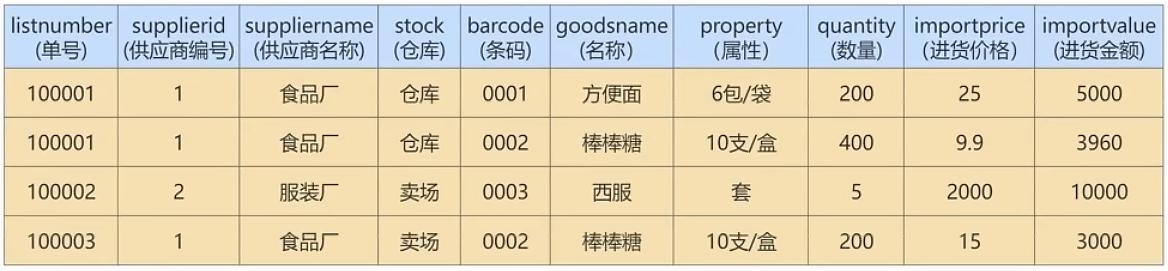 listnumber supplierid suppliername stock barcode goodsname property quantity importprice importvalue
(单号) (供应商编号) (供应商名称) (仓库) (条码) (名称) (属性) (数量) (进货价格) (进货金额)
100001 1 食品厂 仓库 0001 方便面 6包/袋 200 25 5000
100001 1 食品厂 仓库 0002 棒棒糖 10支/盒 400 9.9 3960
100002 2 服装厂 卖场 0003 西服 套 5 2000 10000
100003 1 食品厂 卖场 0002 棒棒糖 10支/盒 200 15 3000